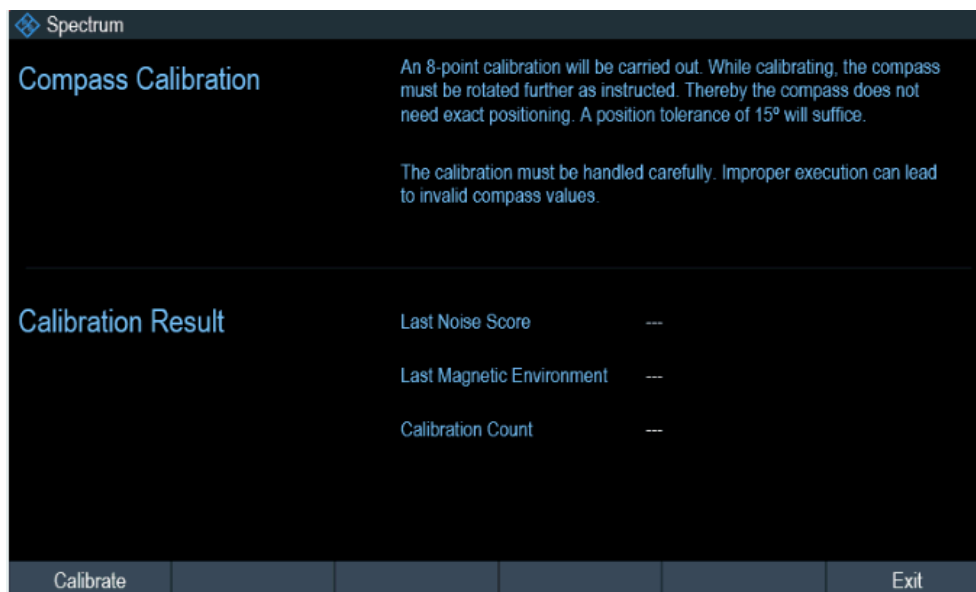 Spectrum
Compass Calibration
An 8-point calibration will be carried out. While calibrating, the compass
must be rotated further as instructed. Thereby the compass does not
need exact positioning. A position tolerance of 15º will suffice.
The calibration must be handled carefully. Improper execution can lead
to invalid compass values.
Calibration Result
Last Noise Score ---
Last Magnetic Environment ---
Calibration Count ---
Calibrate Exit